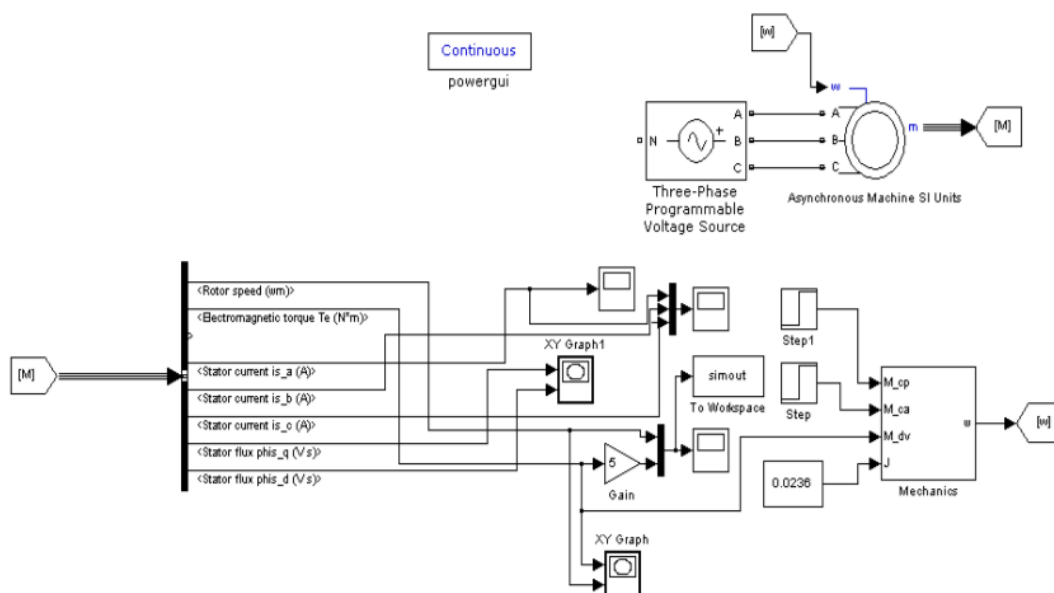 [w]
Continuous
powergui
w
A
A
m
[M]
N
+
B
B
C
C
Three-Phase
Programmable
Voltage Source
Asynchronous Machine SI Units
<Rotor speed (wm)>
<Electromagnetic torque Te (N*m)>
Step1
XY Graph1
[M]
<Stator current is_a (A)>
simout
M_cp
<Stator current is_b (A)>
To Workspace
Step
M_ca
w
[w]
<Stator current is_c (A)>
M_dv
<Stator flux phis_q (V s)>
5
J
<Stator flux phis_d (V s)>
Gain
0.0236
Mechanics
XY Graph